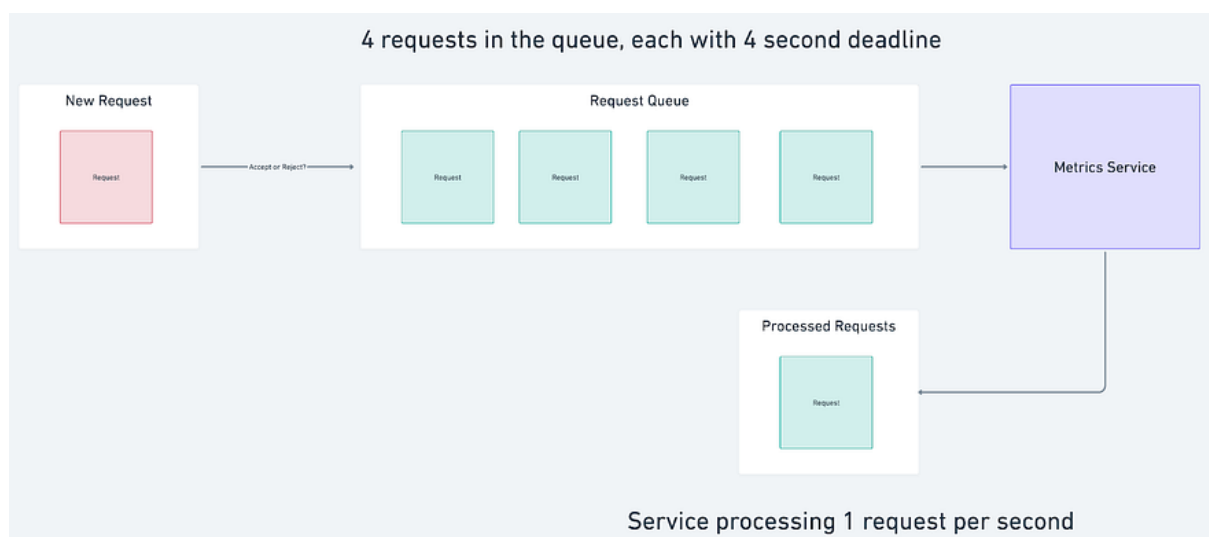 4 requests in the queue, each with 4 second deadline
New Request
Request
Accept or Reject?
Request Queue
Request
Request
Request
Request
Metrics Service
Processed Requests
Request
Service processing 1 request per second